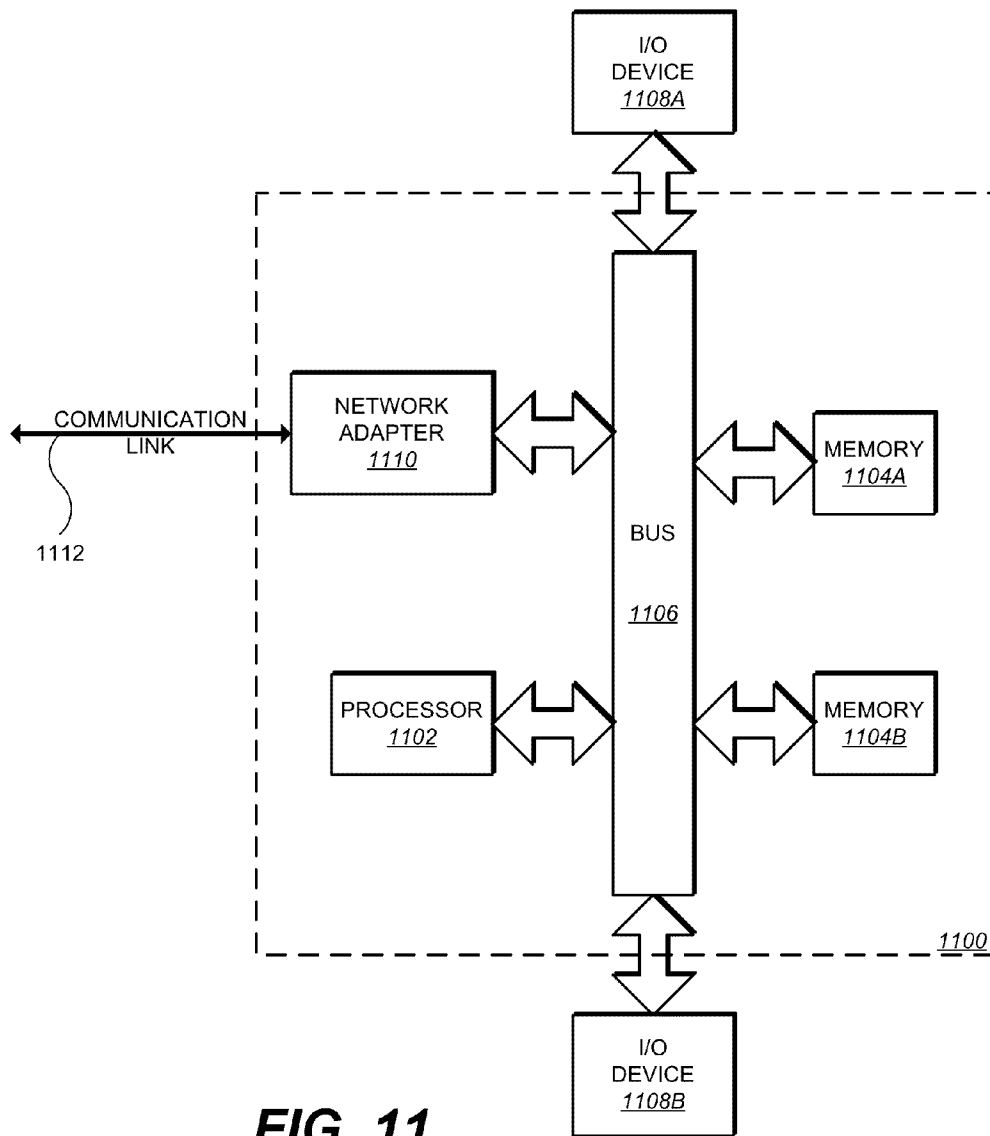 I/O
DEVICE
1108A
NETWORK
ADAPTER
1110
COMMUNICATION
LINK
1112
MEMORY
1104A
BUS
1106
PROCESSOR
1102
MEMORY
1104B
1100
I/O
DEVICE
1108B
FIG. 11